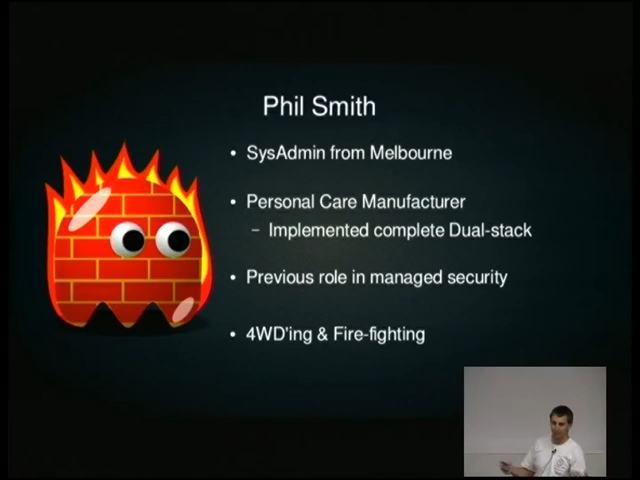 Phil Smith
• SysAdmin from Melbourne
• Personal Care Manufacturer
– Implemented complete Dual-stack
• Previous role in managed security
• 4WD'ing & Fire-fighting